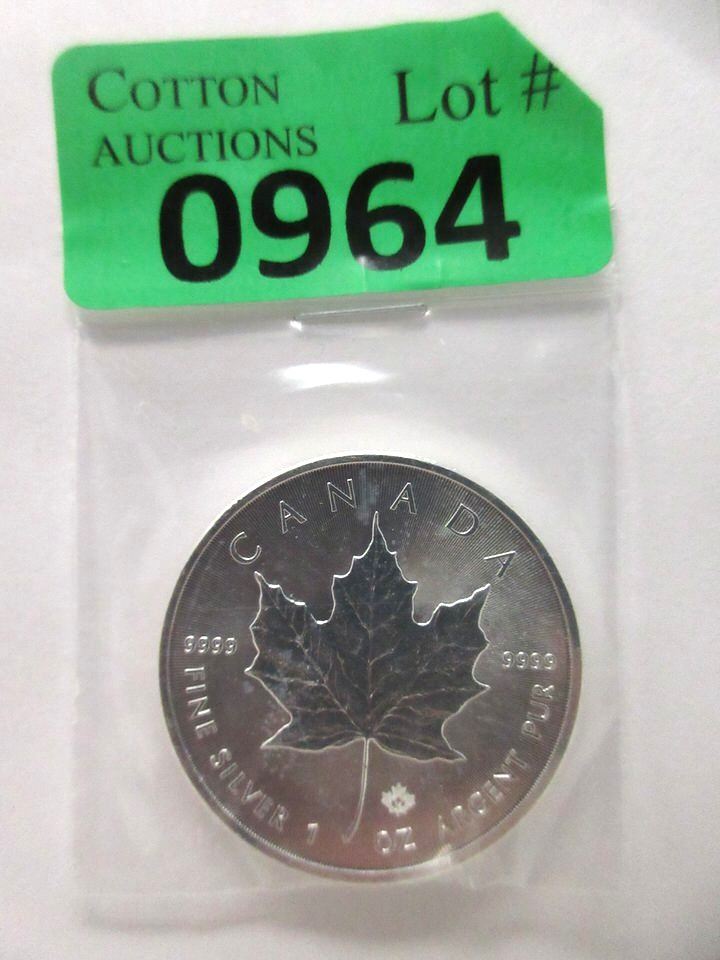 COTTON
AUCTIONS
Lot #
0964
CANADA
9999
9999
FINE SILVER 1 OZ ARGENT PUR